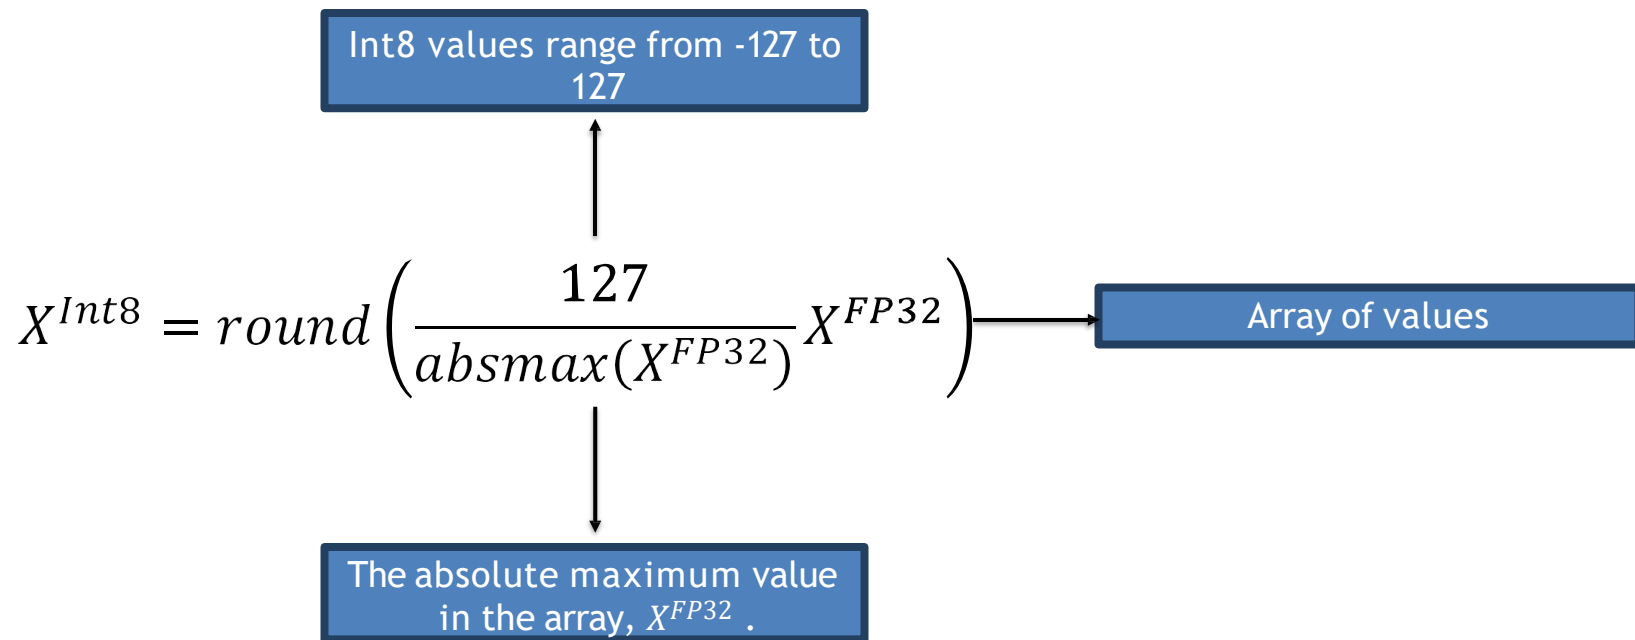 Int8 values range from -127 to
127
X^{Int8} = round(\frac{127}{absmax(X^{FP32})} X^{FP32})
Array of values
The absolute maximum value
in the array, X^{FP32} .